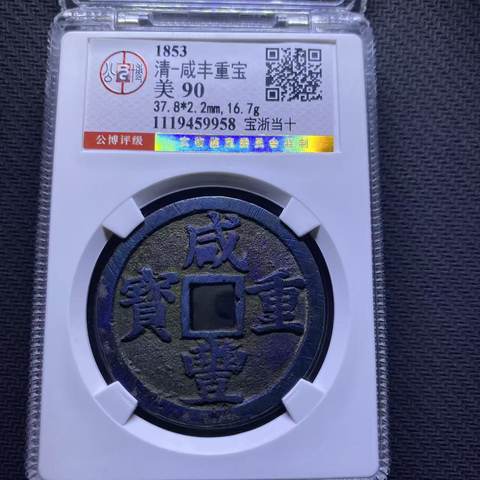 1853
清-咸丰重宝
美 90
37.8*2.2mm,16.7g
1119459958 宝浙当十
公博评级
咸豐重寶